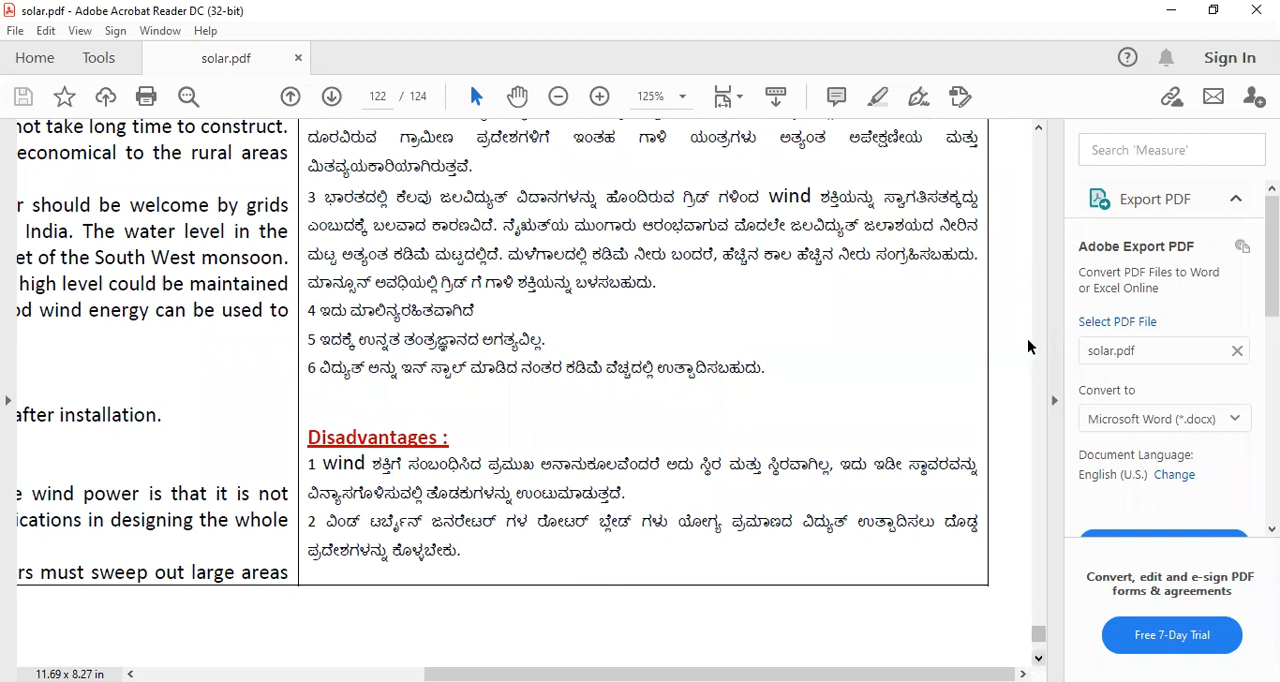 solar.pdf - Adobe Acrobat Reader DC (32-bit)
File Edit View Sign Window Help
Home Tools solar.pdf × Sign In
122 / 124 125%
not take long time to construct.
economical to the rural areas
r should be welcome by grids
India. The water level in the
et of the South West monsoon.
high level could be maintained
od wind energy can be used to
after installation.
e wind power is that it is not
ications in designing the whole
rs must sweep out large areas
ದೂರವಿರುವ ಗ್ರಾಮೀಣ ಪ್ರದೇಶಗಳಿಗೆ ಇಂತಹ ಗಾಳಿ ಯಂತ್ರಗಳು ಅತ್ಯಂತ ಅಪೇಕ್ಷಣೀಯ ಮತ್ತು
ಮಿತವ್ಯಯಕಾರಿಯಾಗಿರುತ್ತವೆ.
3 ಭಾರತದಲ್ಲಿ ಕೆಲವು ಜಲವಿದ್ಯುತ್ ವಿದಾನಗಳನ್ನು ಹೊಂದಿರುವ ಗ್ರಿಡ್ ಗಳಿಂದ wind ಶಕ್ತಿಯನ್ನು ಸ್ವಾಗತಿಸತಕ್ಕದ್ದು
ಎಂಬುದಕ್ಕೆ ಬಲವಾದ ಕಾರಣವಿದೆ. ನೈಋತ್ಯ ಮುಂಗಾರು ಆರಂಭವಾಗುವ ಮೊದಲೇ ಜಲವಿದ್ಯುತ್ ಜಲಾಶಯದ ನೀರಿನ
ಮಟ್ಟ ಅತ್ಯಂತ ಕಡಿಮೆ ಮಟ್ಟದಲ್ಲಿದೆ. ಮಳೆಗಾಲದಲ್ಲಿ ಕಡಿಮೆ ನೀರು ಬಂದರೆ, ಹೆಚ್ಚಿನ ಕಾಲ ಹೆಚ್ಚಿನ ನೀರು ಸಂಗ್ರಹಿಸಬಹುದು.
ಮಾನ್ಸೂನ್ ಅವಧಿಯಲ್ಲಿ ಗ್ರಿಡ್ ಗೆ ಗಾಳಿ ಶಕ್ತಿಯನ್ನು ಬಳಸಬಹುದು.
4 ಇದು ಮಾಲಿನ್ಯರಹಿತವಾಗಿದೆ
5 ಇದಕ್ಕೆ ಉನ್ನತ ತಂತ್ರಜ್ಞಾನದ ಅಗತ್ಯವಿಲ್ಲ.
6 ವಿದ್ಯುತ್ ಅನ್ನು ಇನ್ ಸ್ಟಾಲ್ ಮಾಡಿದ ನಂತರ ಕಡಿಮೆ ವೆಚ್ಚದಲ್ಲಿ ಉತ್ಪಾದಿಸಬಹುದು.
Disadvantages :
1 wind ಶಕ್ತಿಗೆ ಸಂಬಂಧಿಸಿದ ಪ್ರಮುಖ ಅನಾನುಕೂಲವೆಂದರೆ ಅದು ಸ್ಥಿರ ಮತ್ತು ಸ್ಥಿರವಾಗಿಲ್ಲ, ಇದು ಇಡೀ ಸ್ಥಾವರವನ್ನು
ವಿನ್ಯಾಸಗೊಳಿಸುವಲ್ಲಿ ತೊಡಕುಗಳನ್ನು ಉಂಟುಮಾಡುತ್ತದೆ.
2 ವಿಂಡ್ ಟರ್ಬೈನ್ ಜನರೇಟರ್ ಗಳ ರೋಟರ್ ಬ್ಲೇಡ್ ಗಳು ಯೋಗ್ಯ ಪ್ರಮಾಣದ ವಿದ್ಯುತ್ ಉತ್ಪಾದಿಸಲು ದೊಡ್ಡ
ಪ್ರದೇಶಗಳನ್ನು ಕೊಳ್ಳಬೇಕು.
Search 'Measure'
Export PDF
Adobe Export PDF
Convert PDF Files to Word
or Excel Online
Select PDF File
solar.pdf
Convert to
Microsoft Word (*.docx)
Document Language:
English (U.S.) Change
Convert, edit and e-sign PDF
forms & agreements
Free 7-Day Trial
11.69 x 8.27 in